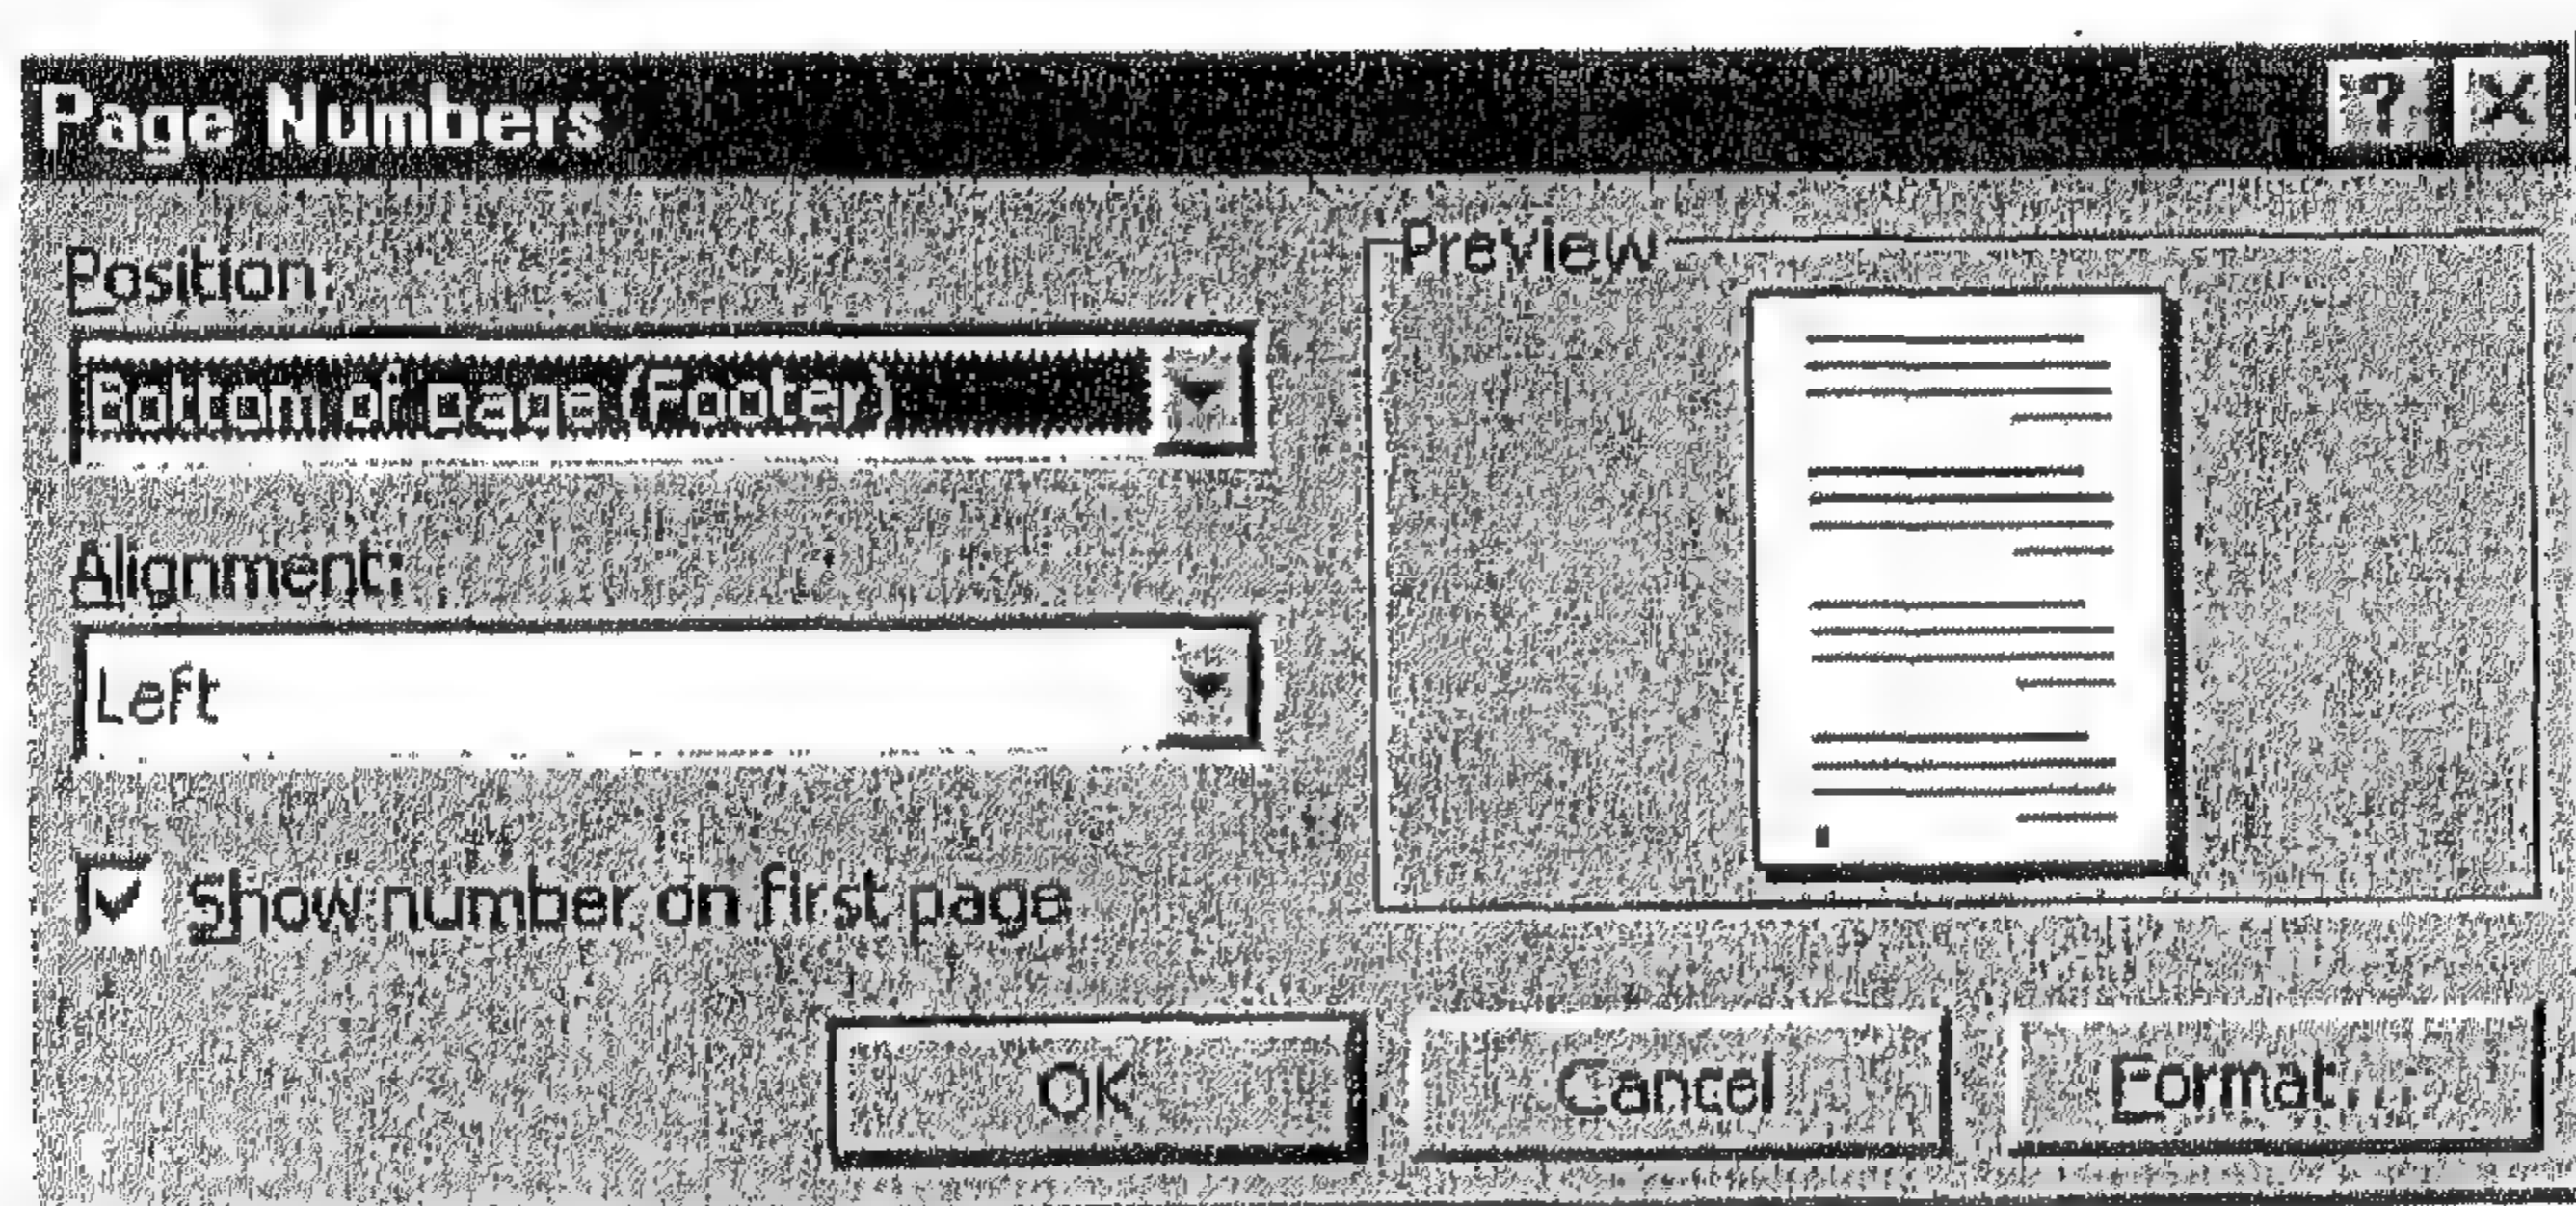 Page Numbers
Position:
Bottom of page (Footer)
Alignment:
Left
Show number on first page
Preview
OK
Cancel
Format...